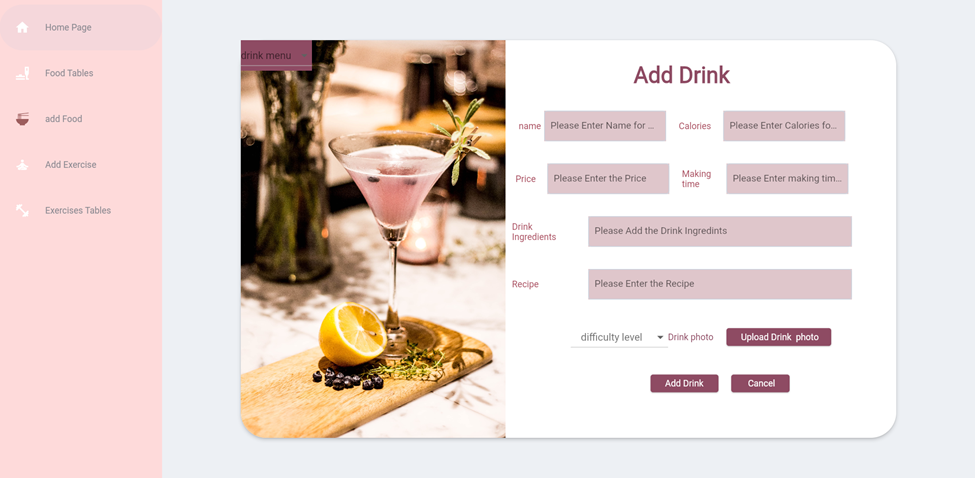 Home Page
Food Tables
add Food
Add Exercise
Exercises Tables
drink menu
Add Drink
name Please Enter Name for ... Calories Please Enter Calories fo...
Price Please Enter the Price Making time Please Enter making tim...
Drink Ingredients Please Add the Drink Ingredints
Recipe Please Enter the Recipe
difficulty level Drink photo Upload Drink photo
Add Drink Cancel